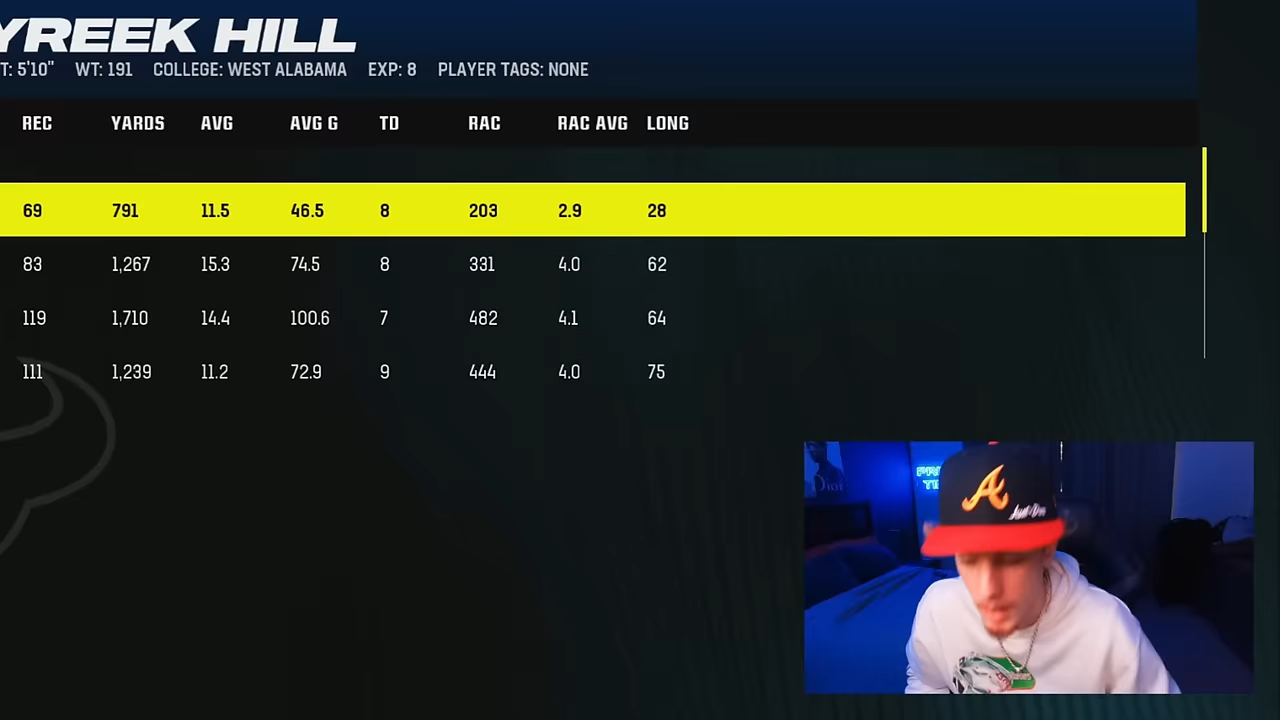 YREEK HILL
T: 5'10" WT: 191 COLLEGE: WEST ALABAMA EXP: 8 PLAYER TAGS: NONE
REC YARDS AVG AVG G TD RAC RAC AVG LONG
69 791 11.5 46.5 8 203 2.9 28
83 1,267 15.3 74.5 8 331 4.0 62
119 1,710 14.4 100.6 7 482 4.1 64
111 1,239 11.2 72.9 9 444 4.0 75
DIOR
A